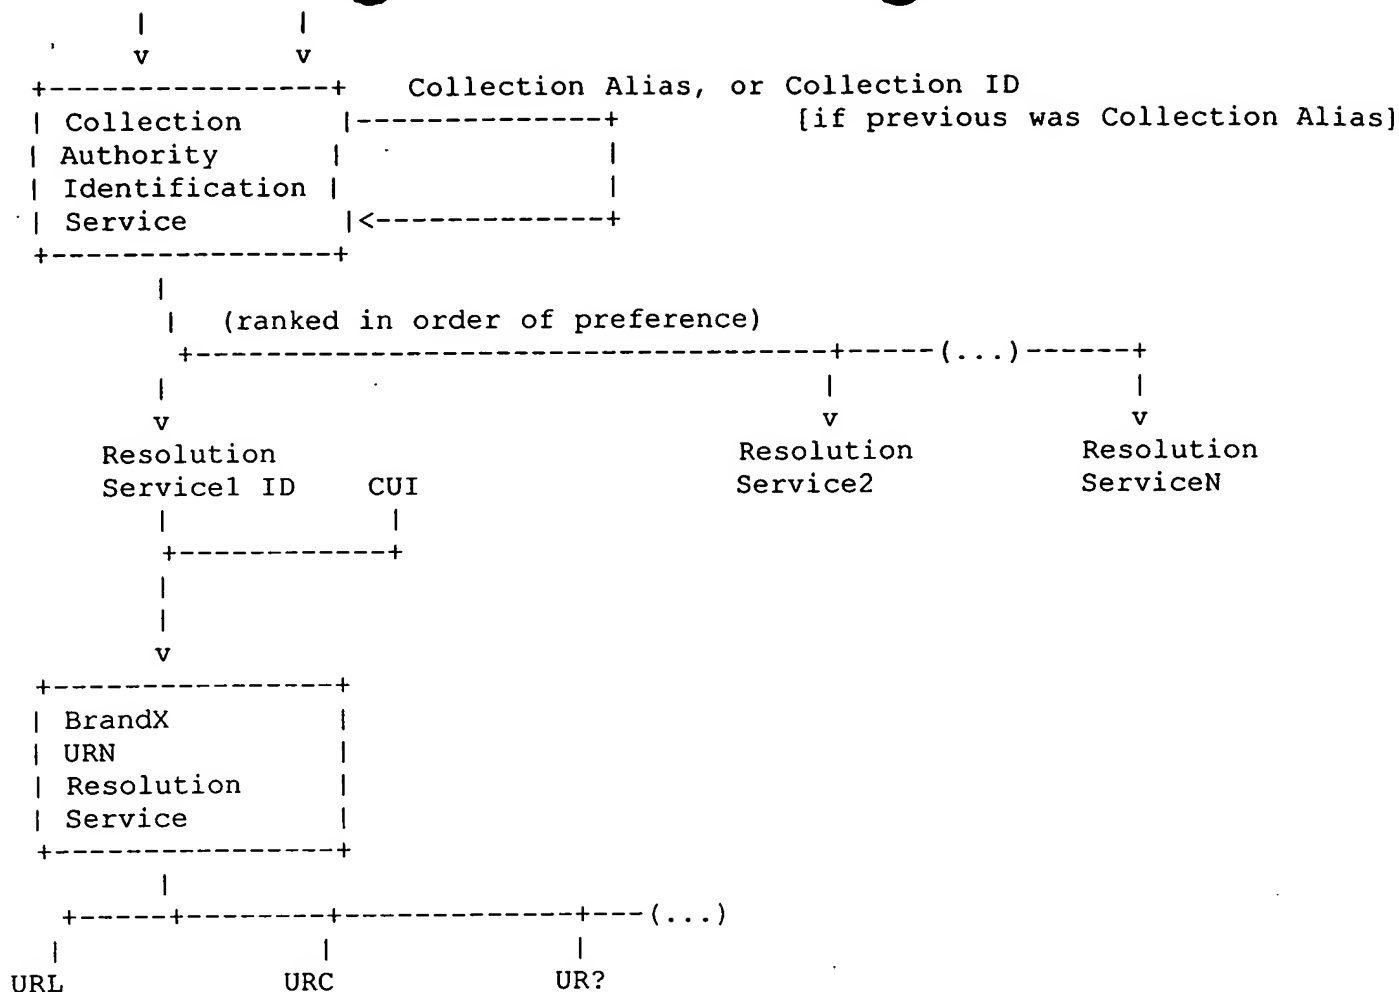 |                |
v                v
+----------------+    Collection Alias, or Collection ID
| Collection      |--------------+           [if previous was Collection Alias]
| Authority       |              |
| Identification |               |
| Service         |<-------------+
+----------------+
|
|   (ranked in order of preference)
+-------------------------------------+-----(...)------+
|                                     |                |
v                                     v                v
Resolution                          Resolution          Resolution
Service1 ID    CUI                  Service2            ServiceN
|             |
+-------------+
|
|
v
+----------------+
| BrandX          |
| URN             |
| Resolution      |
| Service         |
+-----------------+
|
+-----+--------+-------------+---(...)
|              |             |
URL            URC           UR?